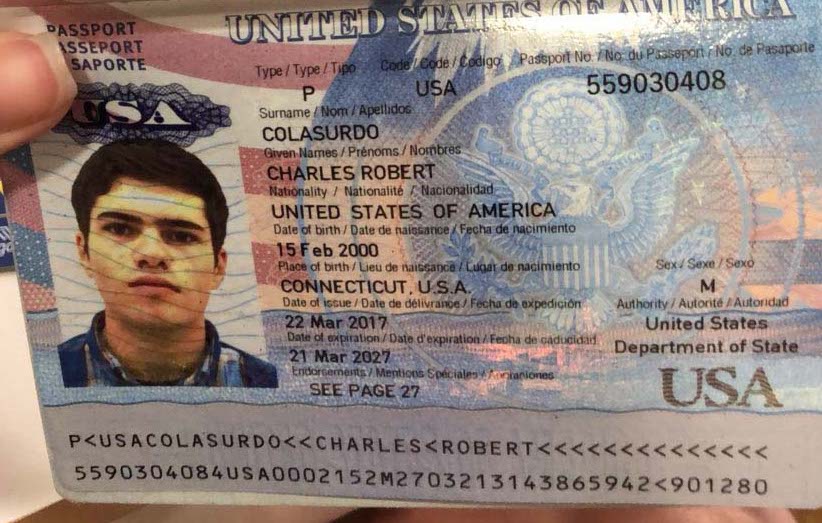 PASSPORT
PASSEPORT
SAPORTE
UNITED STATES OF AMERICA
USA
Type / Type / Tipo Code / Code / Codigo Passport No. / No. du Passeport / No. de Pasaporte
P USA 559030408
Surname / Nom / Apellidos
COLASURDO
Given Names / Prénoms / Nombres
CHARLES ROBERT
Nationality / Nationalité / Nacionalidad
UNITED STATES OF AMERICA
Date of birth / Date de naissance / Fecha de nacimiento
15 Feb 2000
Place of birth / Lieu de naissance / Lugar de nacimiento Sex / Sexe / Sexo
CONNECTICUT, U.S.A. M
Date of issue / Date de délivrance / Fecha de expedición Authority / Autorité / Autoridad
22 Mar 2017 United States
Date of expiration / Date d'expiration / Fecha de caducidad Department of State
21 Mar 2027
Endorsements / Mentions Spéciales / Anotaciones
SEE PAGE 27
USA
P<USACOLASURDO<<CHARLES<ROBERT<<<<<<<<<<<<<<
5590304084USA0002152M2703213143865942<901280